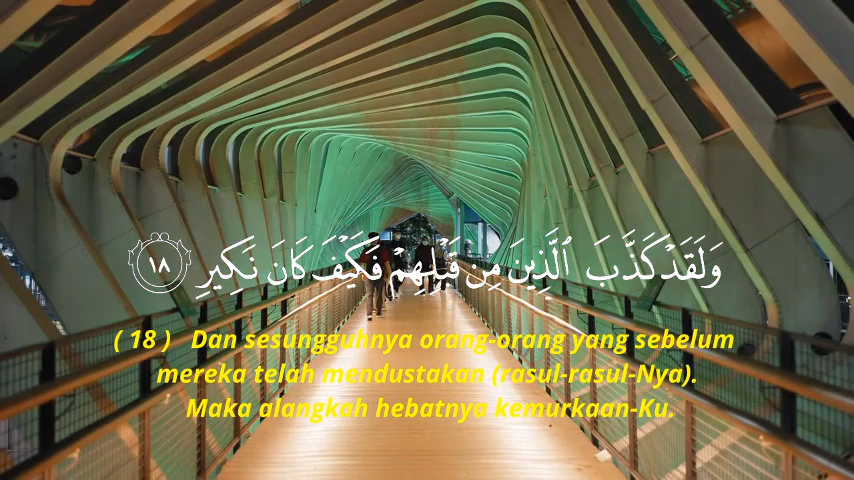 وَلَقَدْ كَذَّبَ ٱلَّذِينَ مِن قَبْلِهِمْ فَكَيْفَ كَانَ نَكِيرِ ١٨
( 18 ) Dan sesungguhnya orang-orang yang sebelum
mereka telah mendustakan (rasul-rasul-Nya).
Maka alangkah hebatnya kemurkaan-Ku.